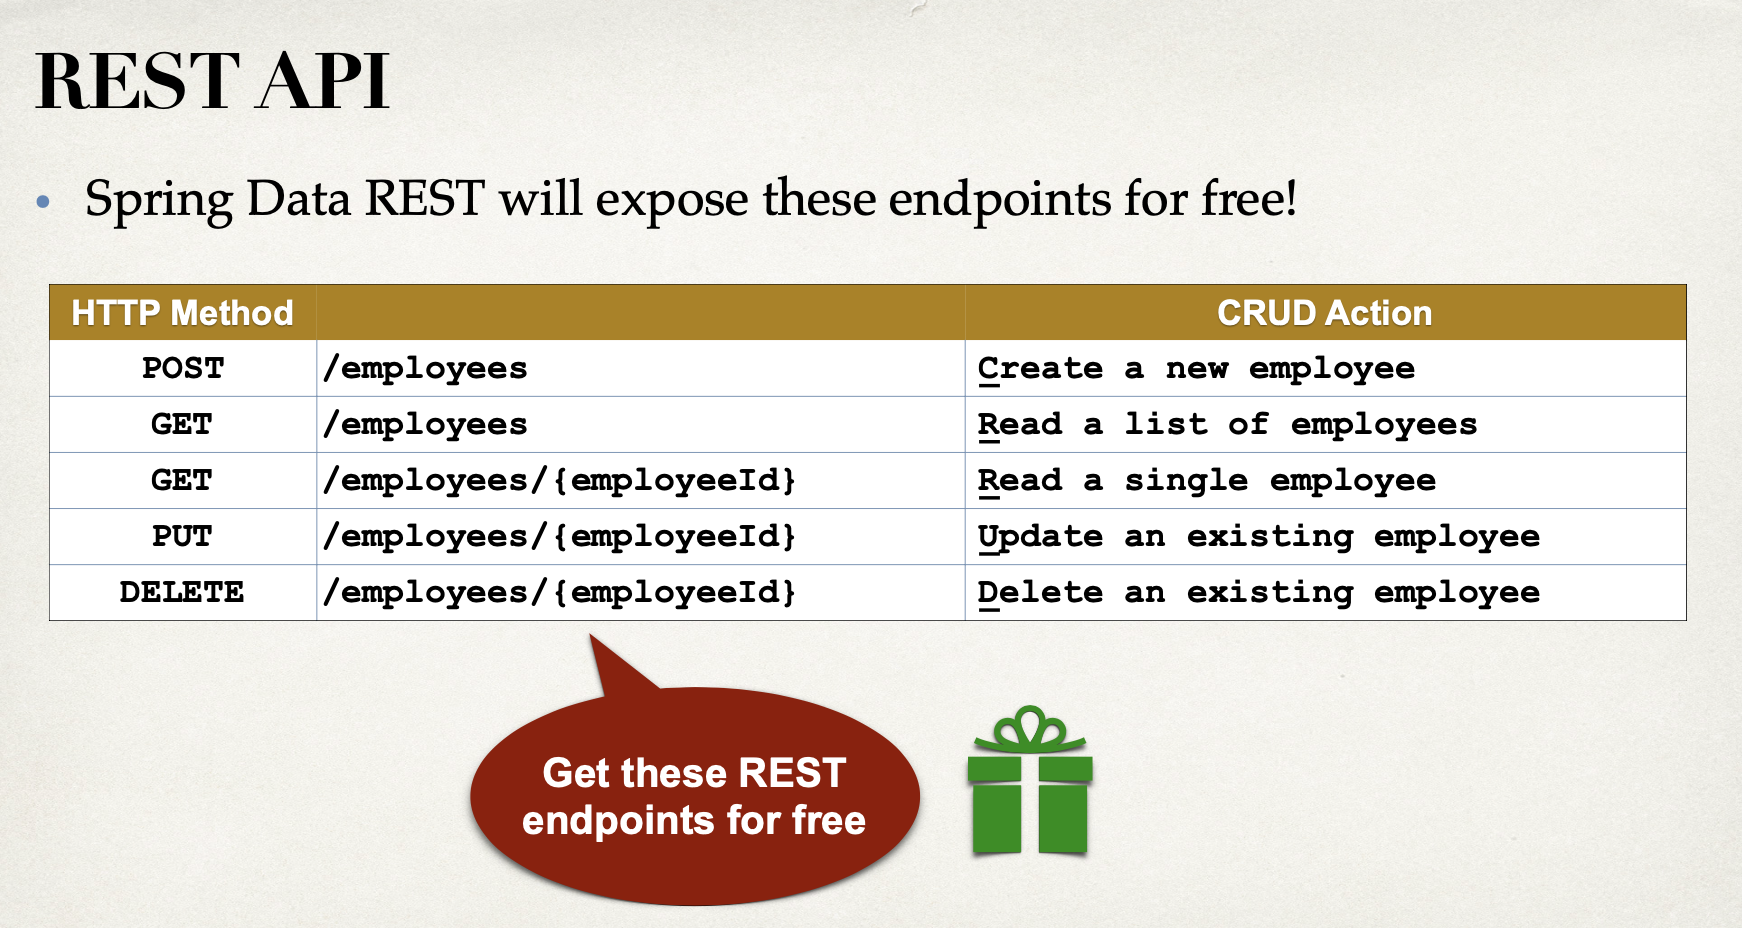 REST API
• Spring Data REST will expose these endpoints for free!
HTTP Method CRUD Action
POST /employees Create a new employee
GET /employees Read a list of employees
GET /employees/{employeeId} Read a single employee
PUT /employees/{employeeId} Update an existing employee
DELETE /employees/{employeeId} Delete an existing employee
Get these REST
endpoints for free